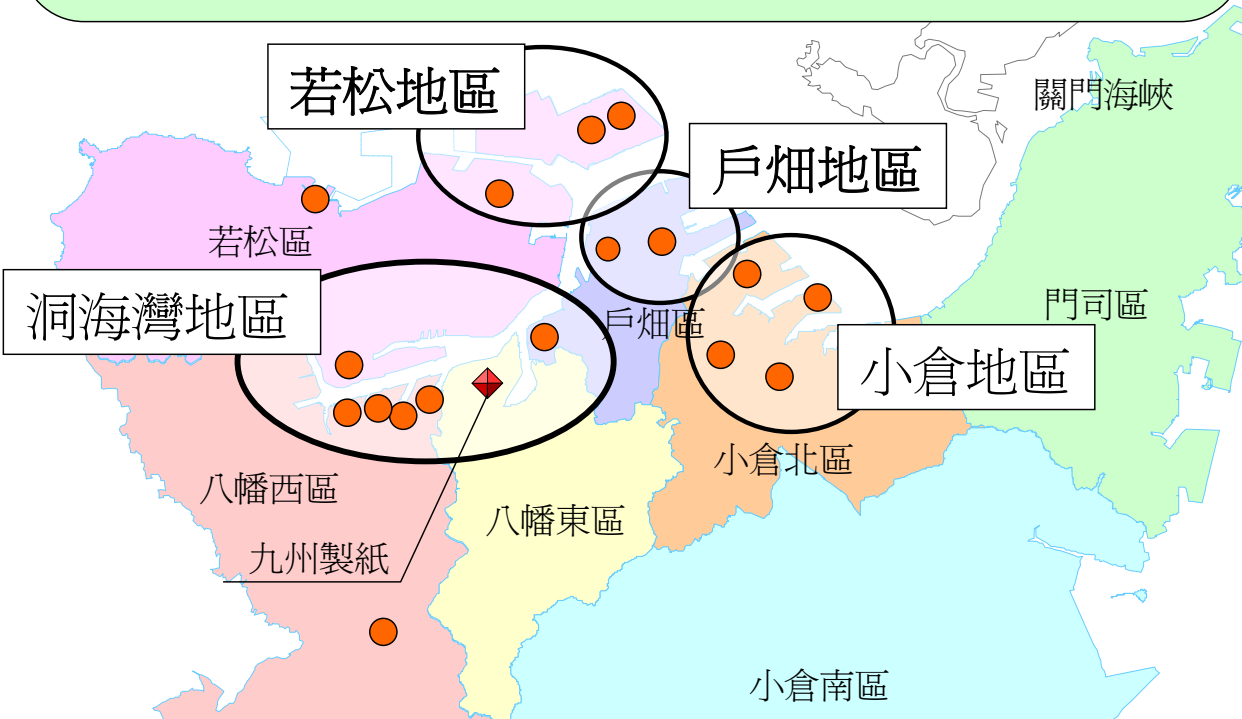 若松地區
關門海峽
戶畑地區
若松區
洞海灣地區
門司區
戶畑區
小倉地區
小倉北區
八幡西區
八幡東區
九州製紙
小倉南區